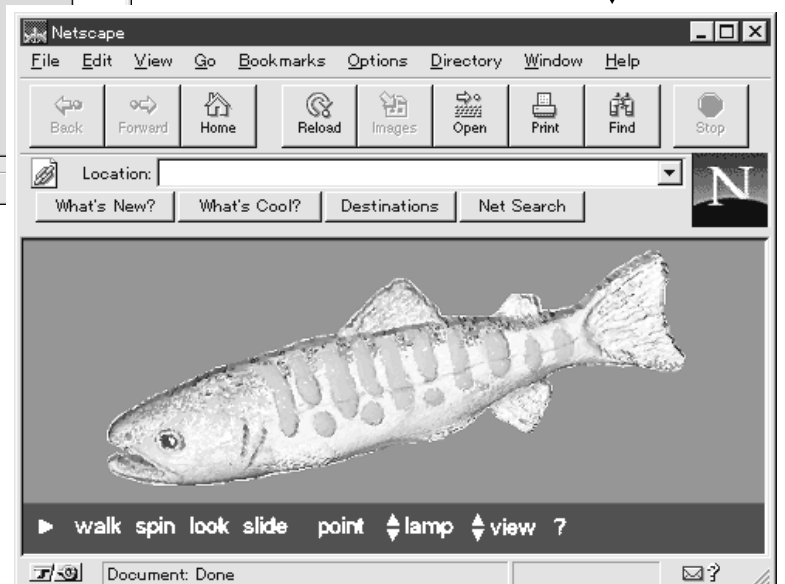 Netscape
File Edit View Go Bookmarks Options Directory Window Help
Back Forward Home Reload Images Open Print Find Stop
Location:
N
What's New? What's Cool? Destinations Net Search
walk spin look slide point lamp view ?
Document: Done
?